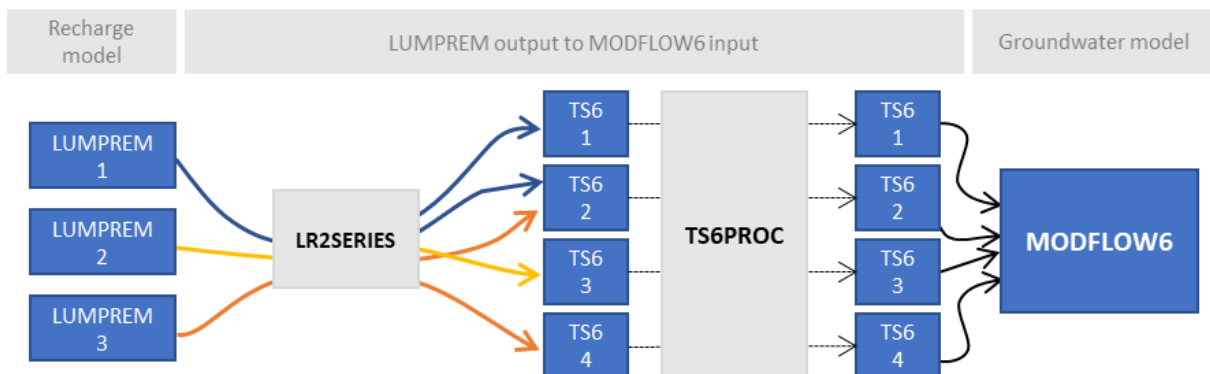 Recharge
model
LUMPREM output to MODFLOW6 input
Groundwater model
LUMPREM
1
LUMPREM
2
LUMPREM
3
LR2SERIES
TS6
1
TS6
2
TS6
3
TS6
4
TS6PROC
TS6
1
TS6
2
TS6
3
TS6
4
MODFLOW6